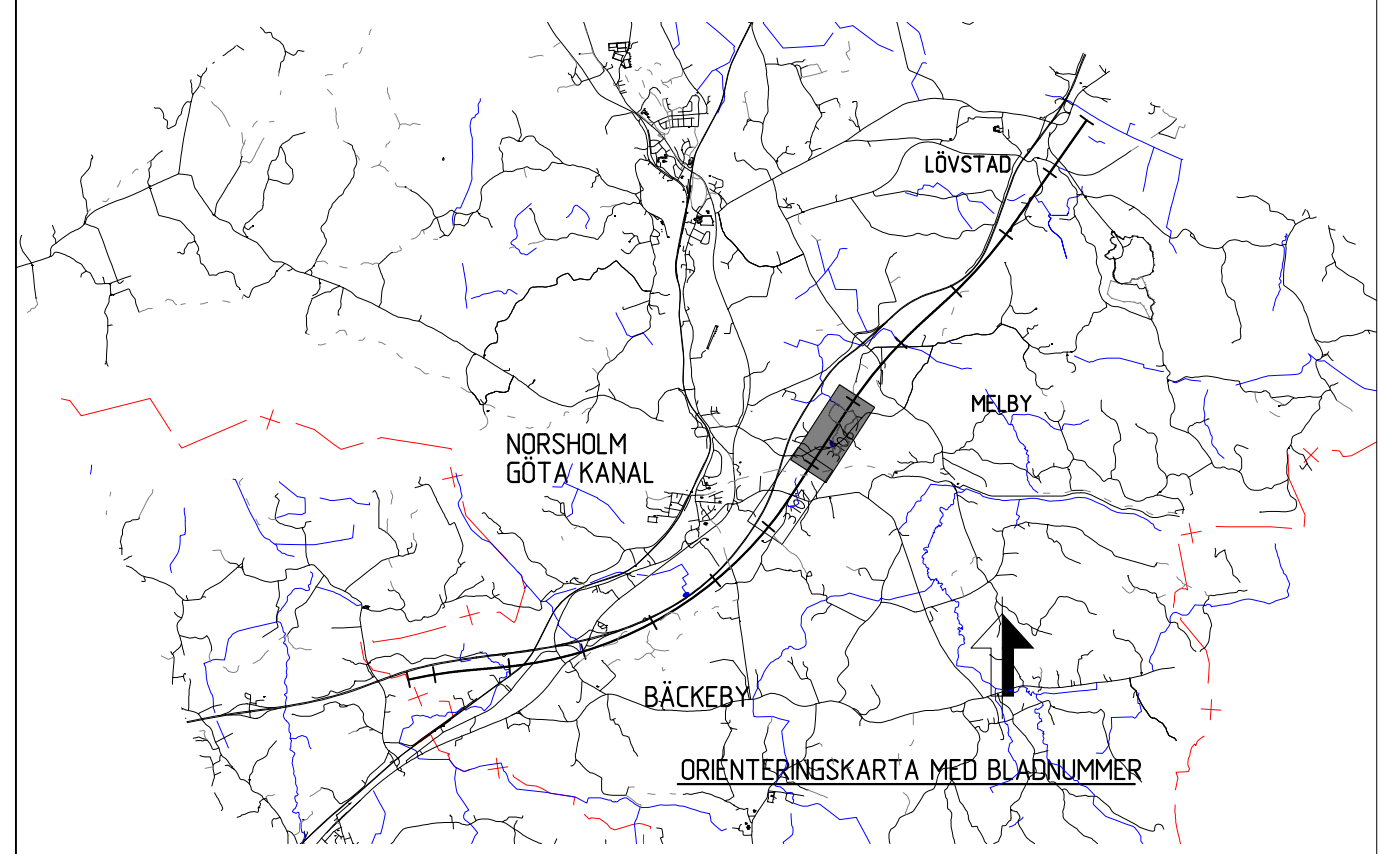 LÖVSTAD
MELBY
NORSHOLM
GÖTA KANAL
BÄCKEBY
ORIENTERINGSKARTA MED BLADNUMMER